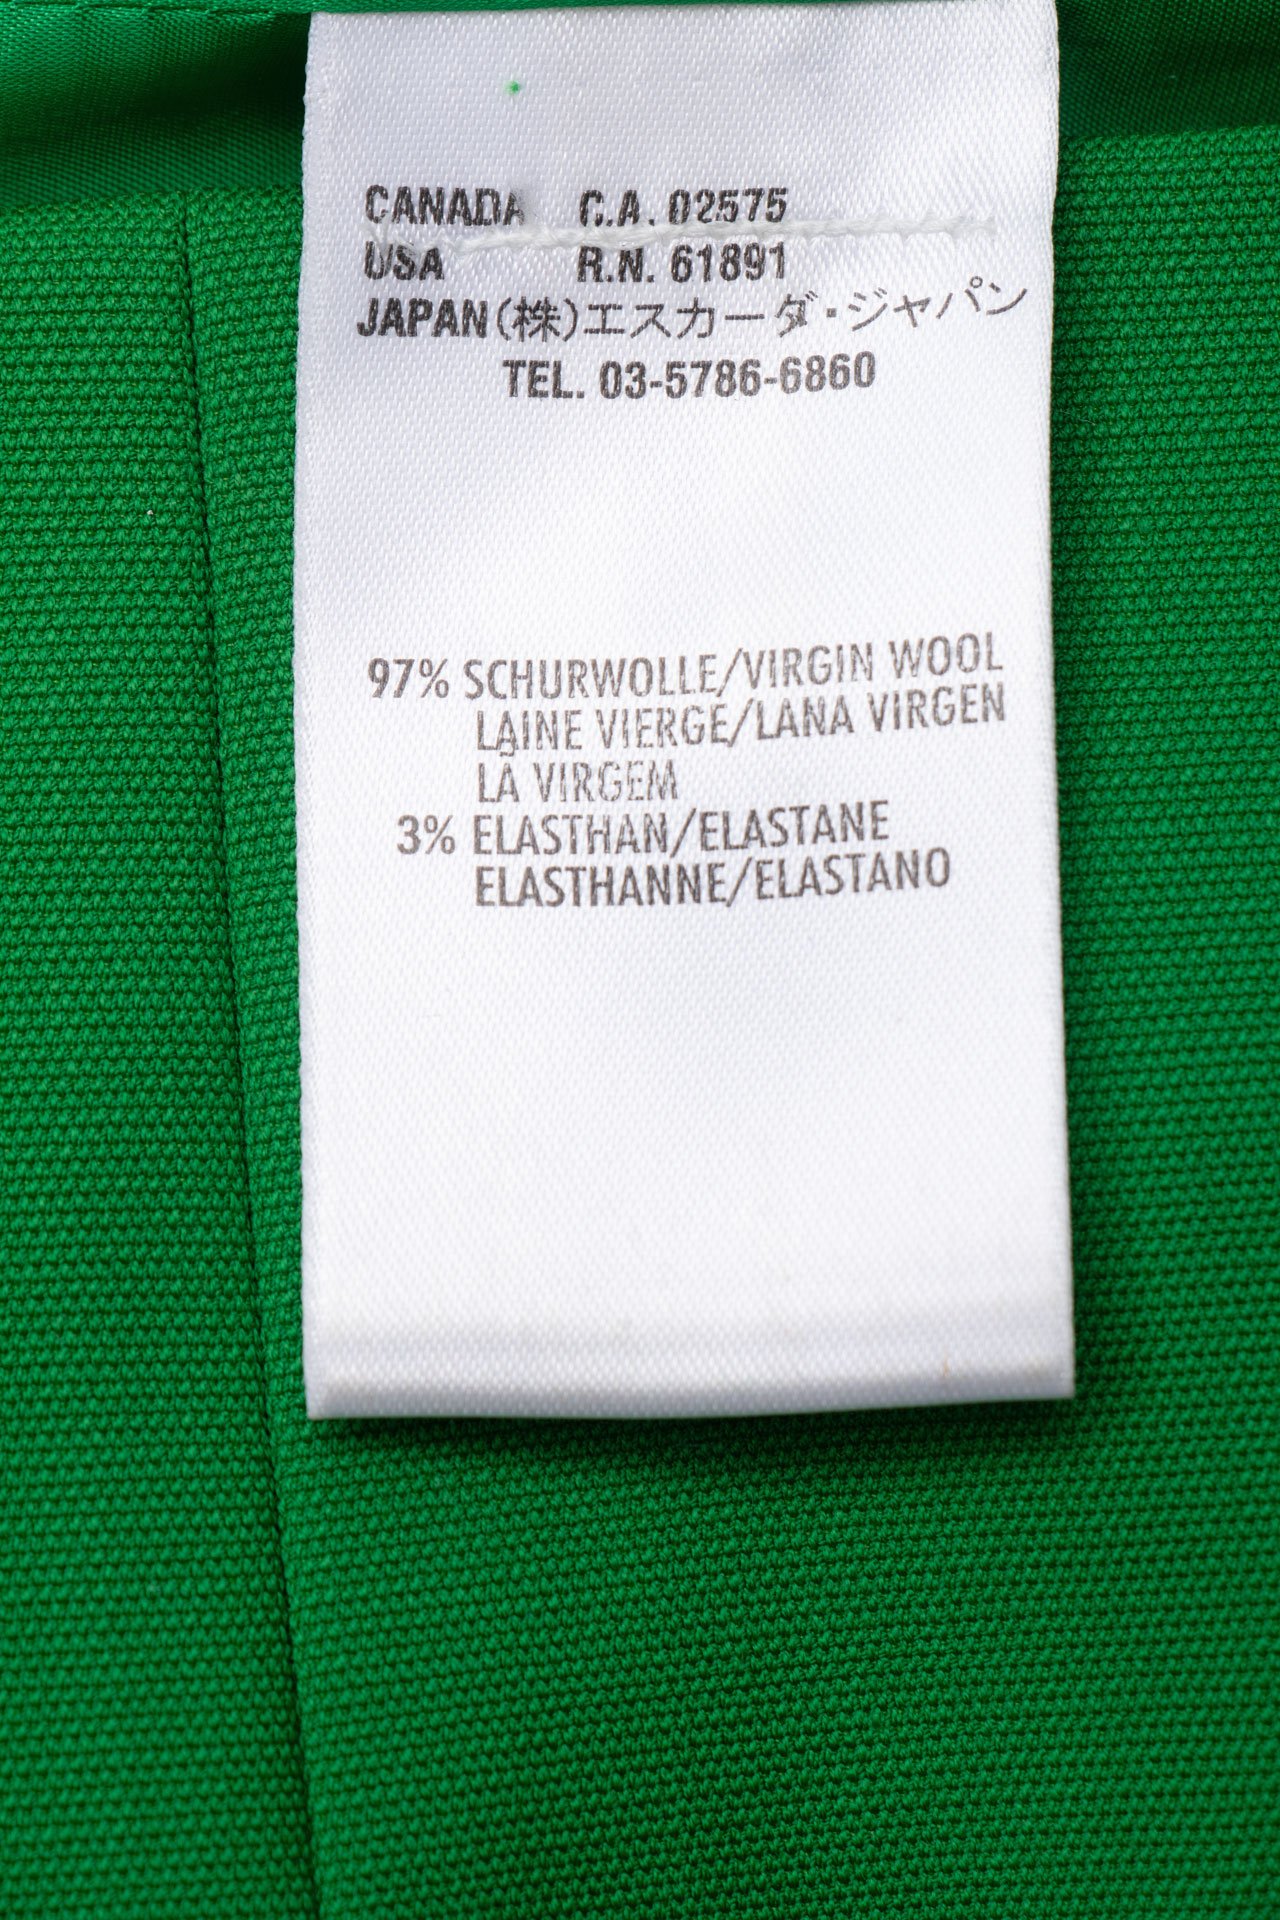 CANADA C.A. 02575
USA R.N. 61891
JAPAN(株)エスカーダ・ジャパン
TEL. 03-5786-6860
97% SCHURWOLLE/VIRGIN WOOL
LAINE VIERGE/LANA VIRGEN
LÃ VIRGEM
3% ELASTHAN/ELASTANE
ELASTHANNE/ELASTANO